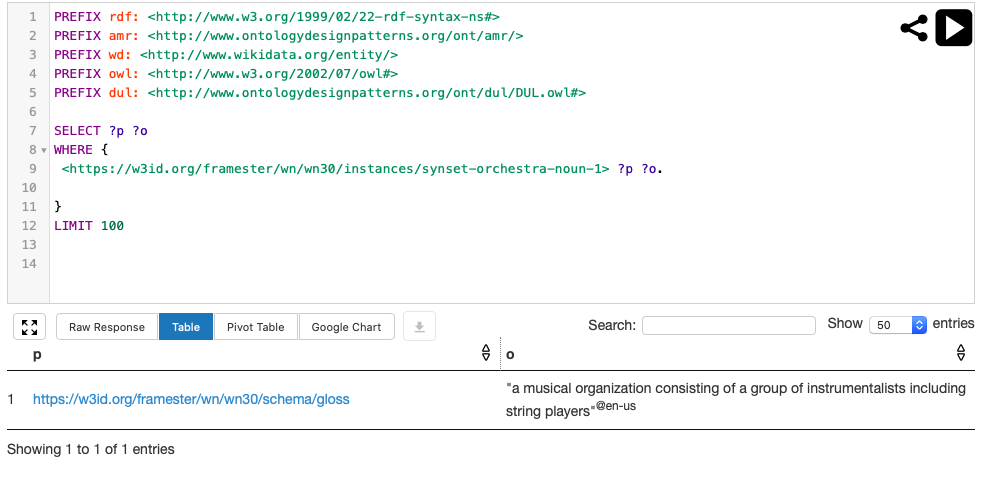 1 PREFIX rdf: <http://www.w3.org/1999/02/22-rdf-syntax-ns#>
2 PREFIX amr: <https://www.ontologydesignpatterns.org/ont/amr/>
3 PREFIX wd: <http://www.wikidata.org/entity/>
4 PREFIX owl: <http://www.w3.org/2002/07/owl#>
5 PREFIX dul: <http://www.ontologydesignpatterns.org/ont/dul/DUL.owl#>
6
7 SELECT ?p ?o
8 WHERE {
9 <https://w3id.org/framester/wn/wn30/instances/synset-orchestra-noun-1> ?p ?o.
10
11 }
12 LIMIT 100
13
14
Raw Response Table Pivot Table Google Chart Search: Show 50 entries
p o
1 https://w3id.org/framester/wn/wn30/schema/gloss "a musical organization consisting of a group of instrumentalists including
string players"@en-us
Showing 1 to 1 of 1 entries